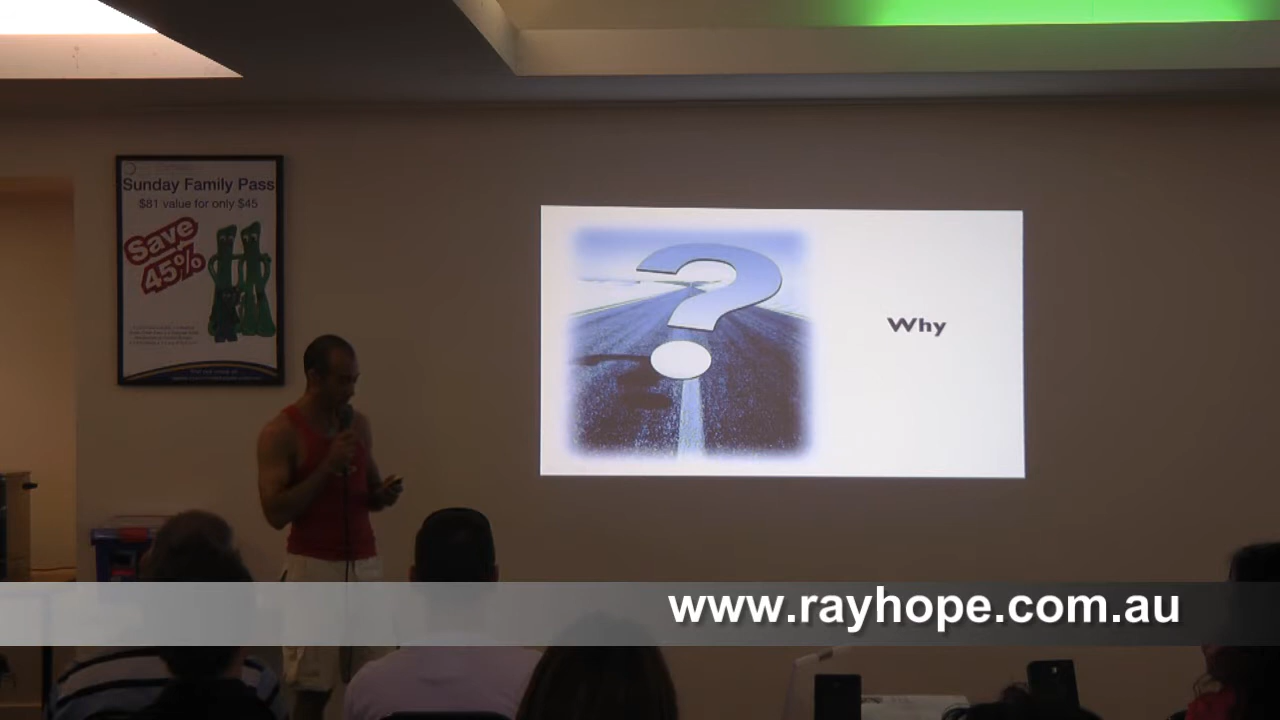 Sunday Family Pass
$81 value for only $45
Save
45%
Why
www.rayhope.com.au